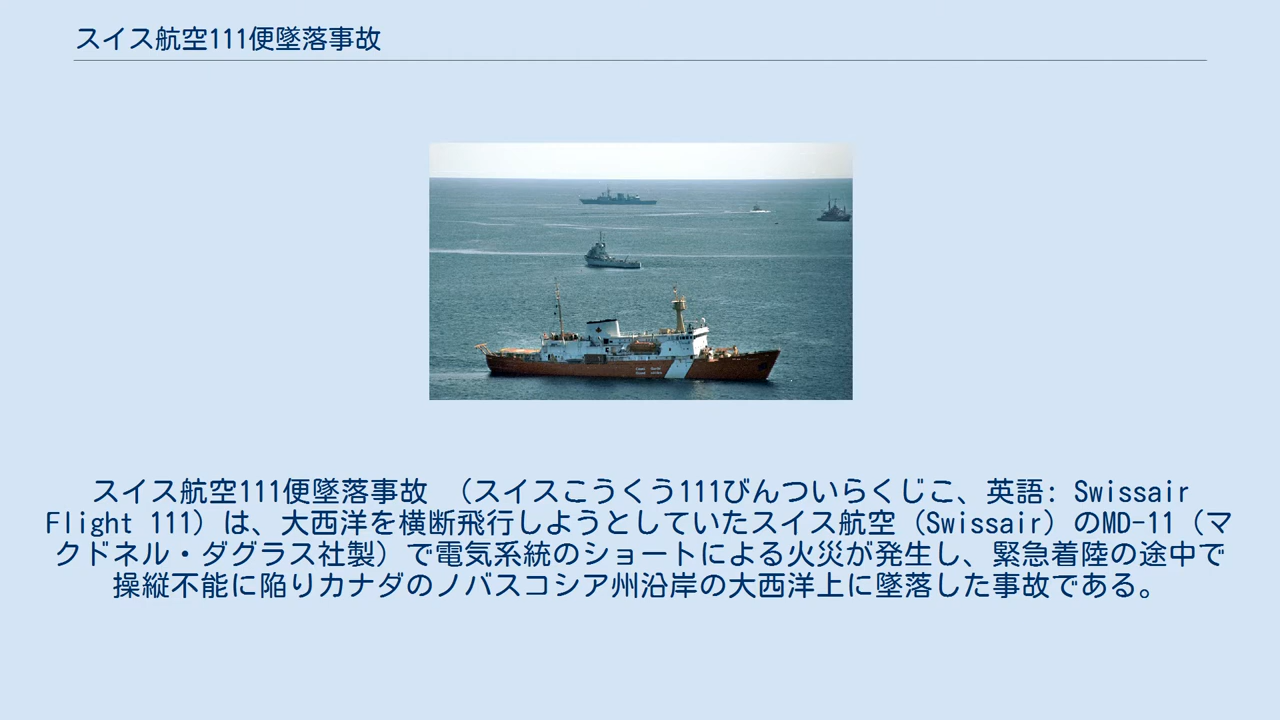 スイス航空111便墜落事故
スイス航空111便墜落事故　（スイスこうくう111びんついらくじこ、英語: Swissair
Flight 111）は、大西洋を横断飛行しようとしていたスイス航空（Swissair）のMD-11（マ
クドネル・ダグラス社製）で電気系統のショートによる火災が発生し、緊急着陸の途中で
操縦不能に陥りカナダのノバスコシア州沿岸の大西洋上に墜落した事故である。